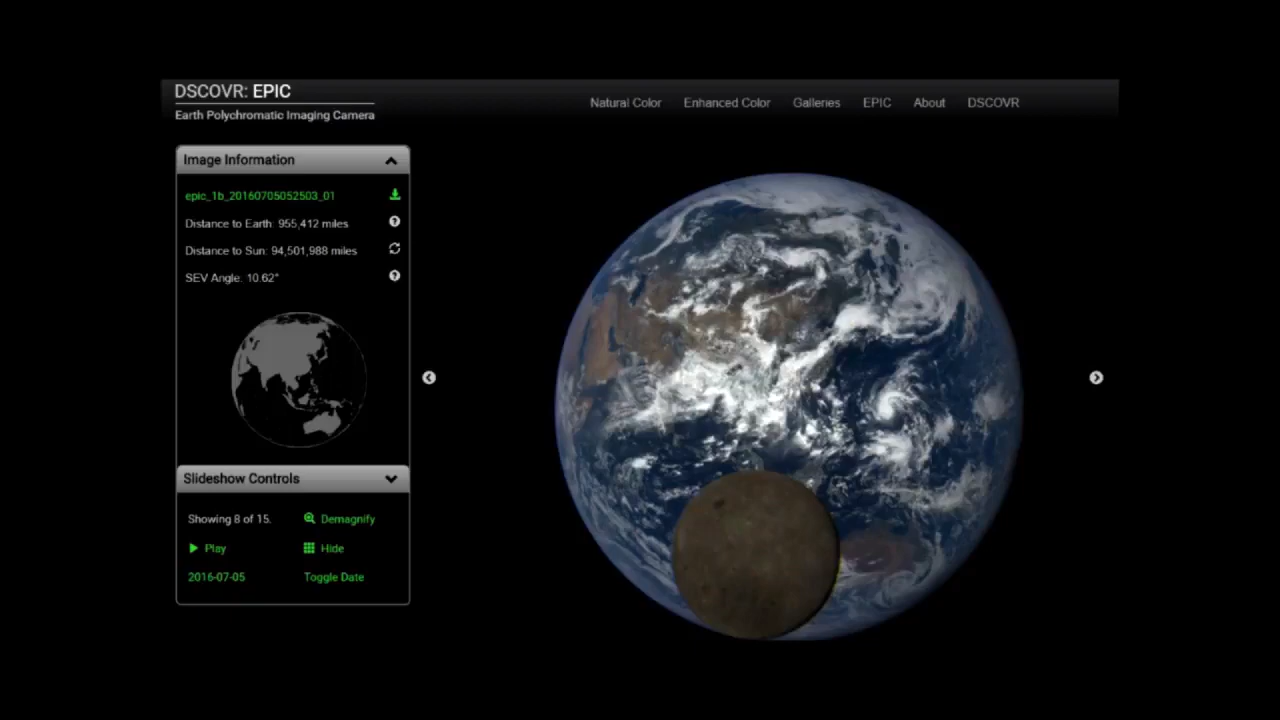 DSCOVR: EPIC
Earth Polychromatic Imaging Camera
Natural Color Enhanced Color Galleries EPIC About DSCOVR
Image Information
epic_1b_20160705052503_01
Distance to Earth: 955,412 miles
Distance to Sun: 94,501,988 miles
SEV Angle: 10.62°
Slideshow Controls
Showing 8 of 15. Demagnify
Play Hide
2016-07-05 Toggle Date